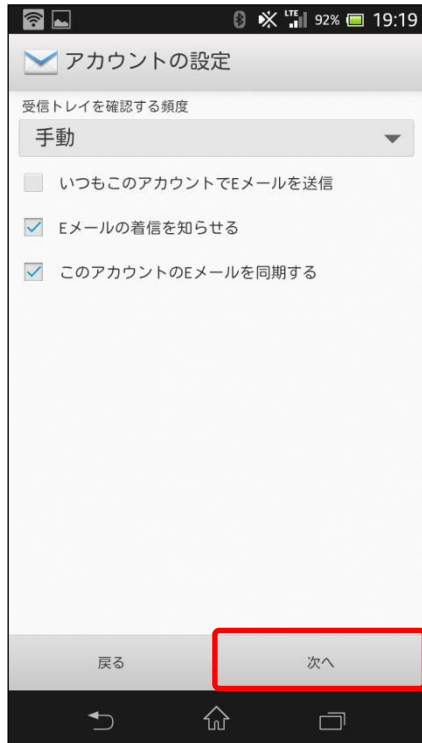 LTE 92% 19:19
アカウントの設定
受信トレイを確認する頻度
手動
いつもこのアカウントでEメールを送信
Eメールの着信を知らせる
このアカウントのEメールを同期する
戻る 次へ